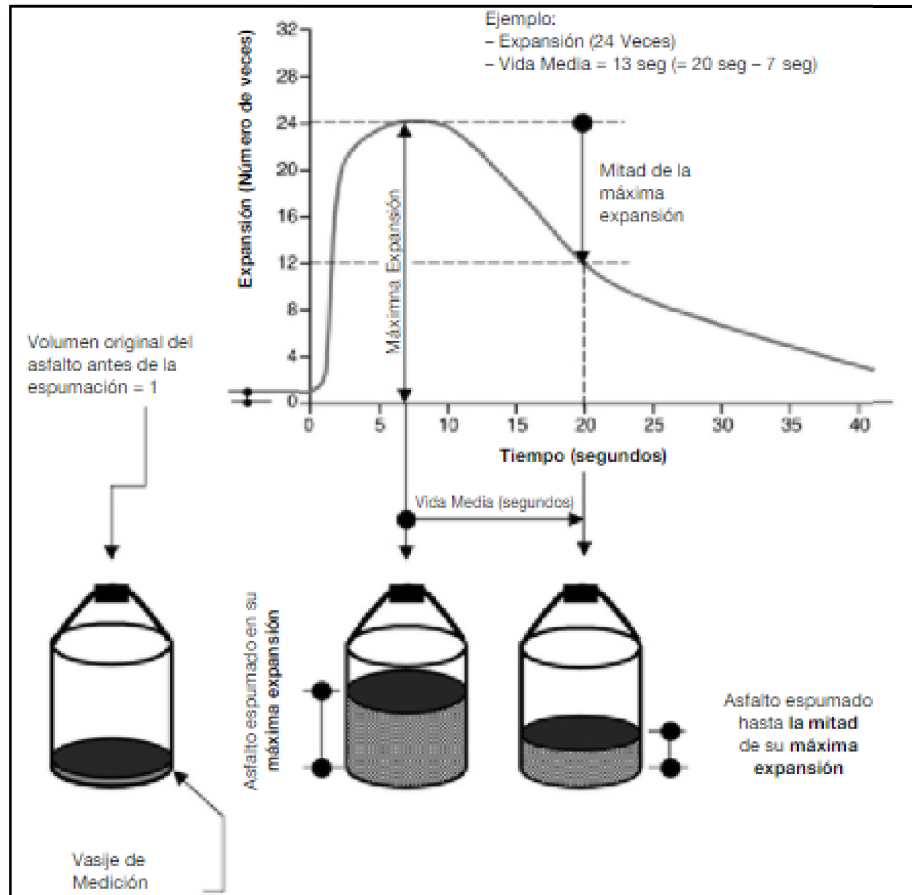 Ejemplo:
– Expansión (24 Veces)
– Vida Media = 13 seg (= 20 seg – 7 seg)
Expansión (Número de veces)
32
28
24
20
16
12
8
4
0
Máximna Expansión
Mitad de la
máxima
expansión
Volumen original del
asfalto antes de la
espumación = 1
0
5
10
15
20
25
30
35
40
Tiempo (segundos)
Vida Media (segundos)
Asfalto espumado en su
máxima expansión
Asfalto espumado
hasta la mitad
de su máxima
expansión
Vasije de
Medición